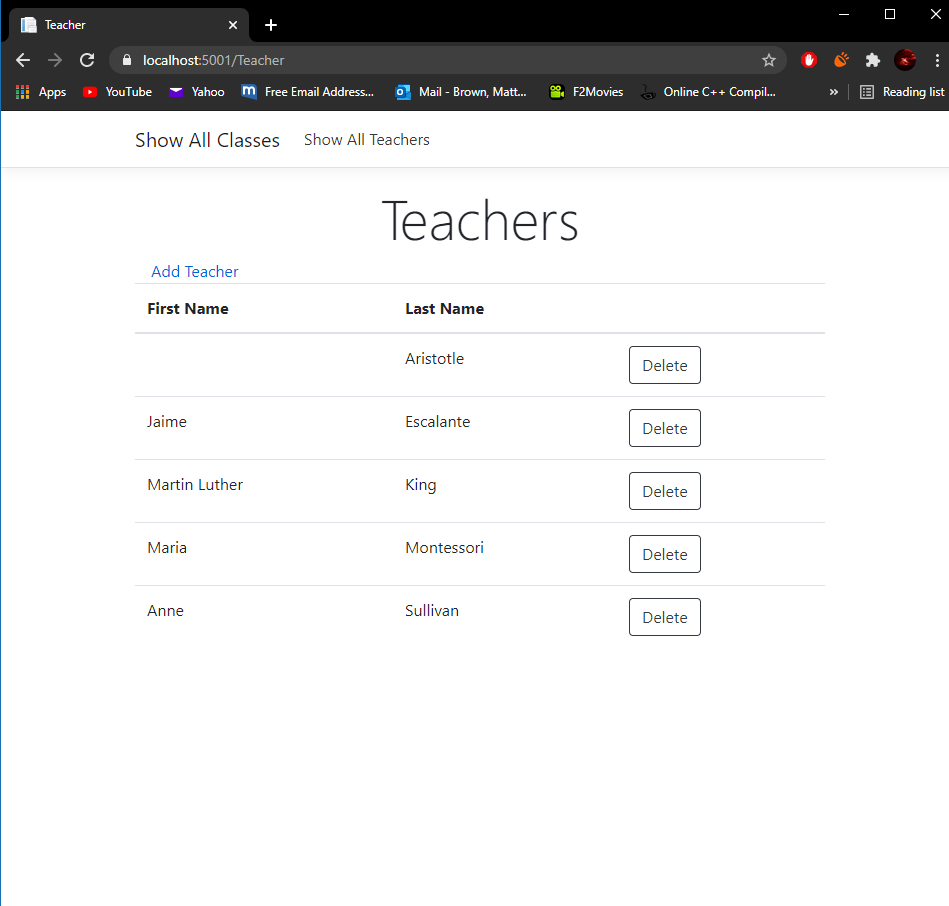 Teacher
localhost:5001/Teacher
Apps YouTube Yahoo Free Email Address... Mail - Brown, Matt... F2Movies Online C++ Compil... » Reading list
Show All Classes Show All Teachers
Teachers
Add Teacher
First Name Last Name
Aristotle Delete
Jaime Escalante Delete
Martin Luther King Delete
Maria Montessori Delete
Anne Sullivan Delete